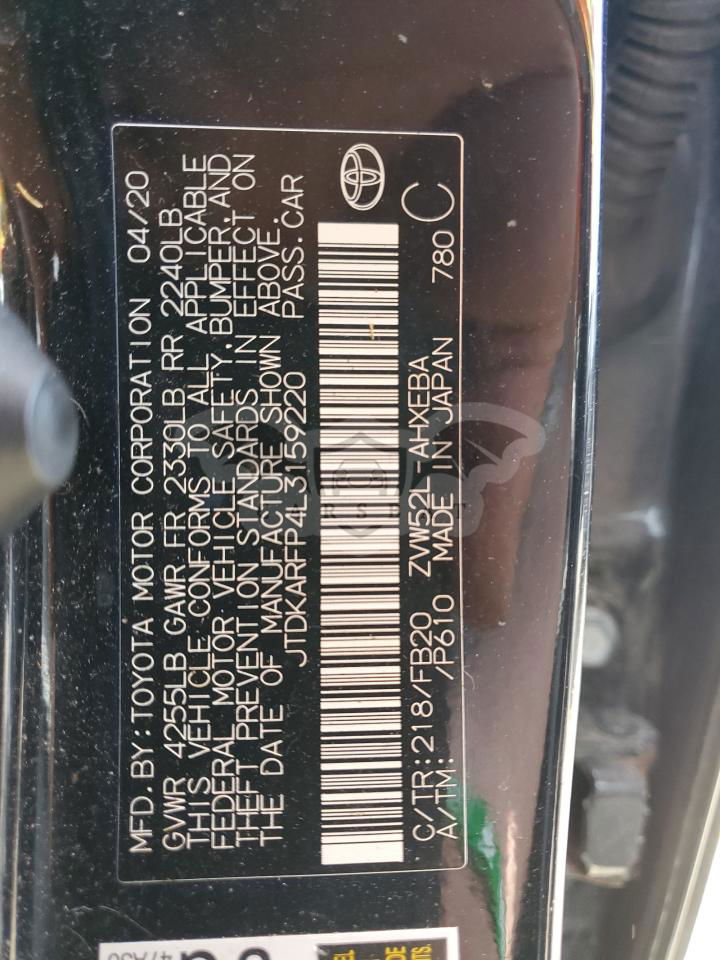 MFD.BY:TOYOTA MOTOR CORPORATION 04/20
GVWR 4255LB GAWR FR 2330LB RR 2240LB
THIS VEHICLE CONFORMS TO ALL APPLICABLE
FEDERAL MOTOR VEHICLE SAFETY,BUMPER,AND
THEFT PREVENTION STANDARDS IN EFFECT ON
THE DATE OF MANUFACTURE SHOWN ABOVE.
JTDKARFP4L3159220 PASS.CAR
C/TR:218/FB20 ZVW52L-AHXEBA
A/TM: /P610 MADE IN JAPAN 780 C